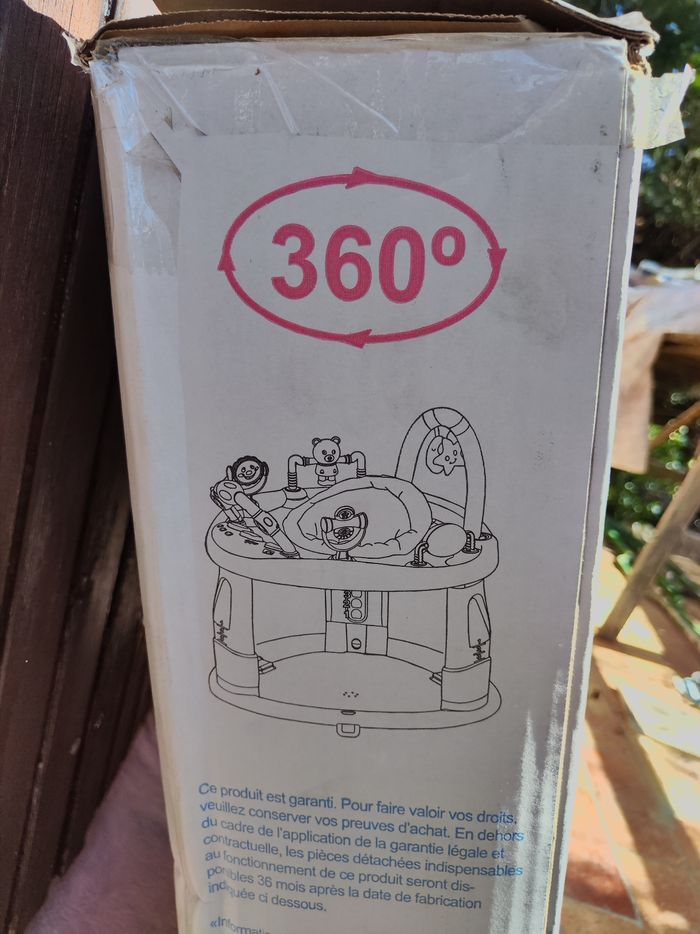 360º
Ce produit est garanti. Pour faire valoir vos droits,
veuillez conserver vos preuves d'achat. En dehors
du cadre de l'application de la garantie légale et
contractuelle, les pièces détachées indispensables
au fonctionnement de ce produit seront dis-
ponibles 36 mois après la date de fabrication
indiquée ci dessous.